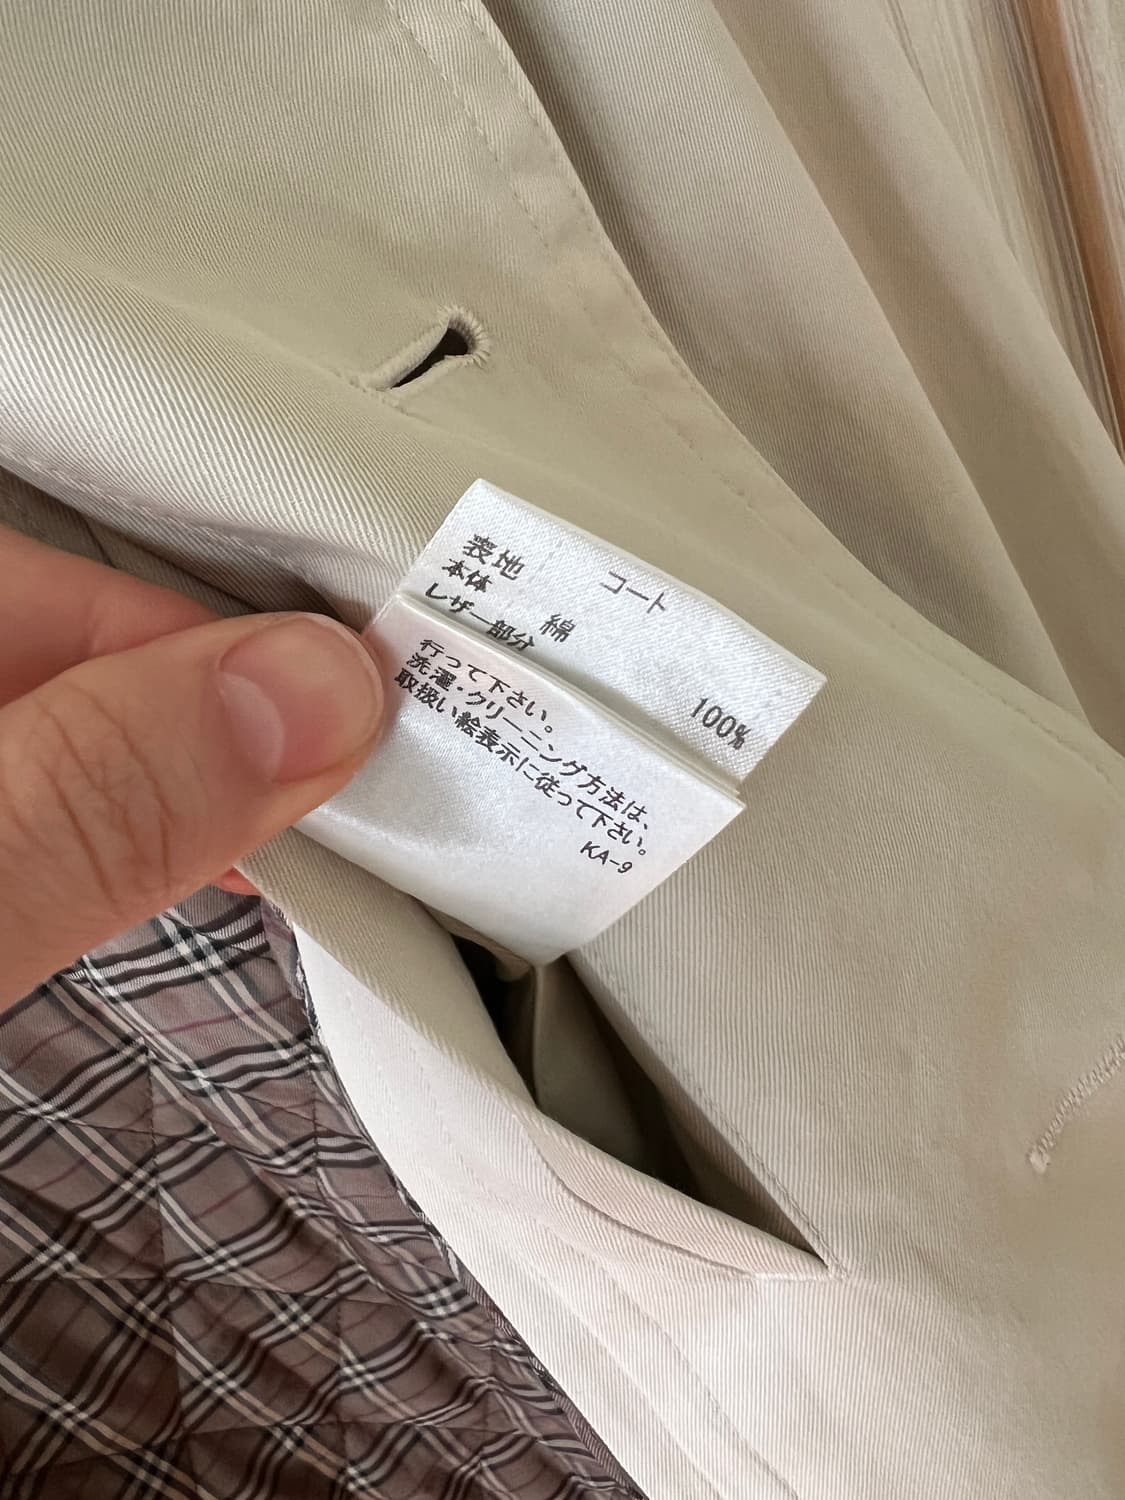 表地 コート
本体
綿 100%
レザー部分
行って下さい。
洗濯・クリーニング方法は、
取扱い絵表示に従って下さい。
KA-9